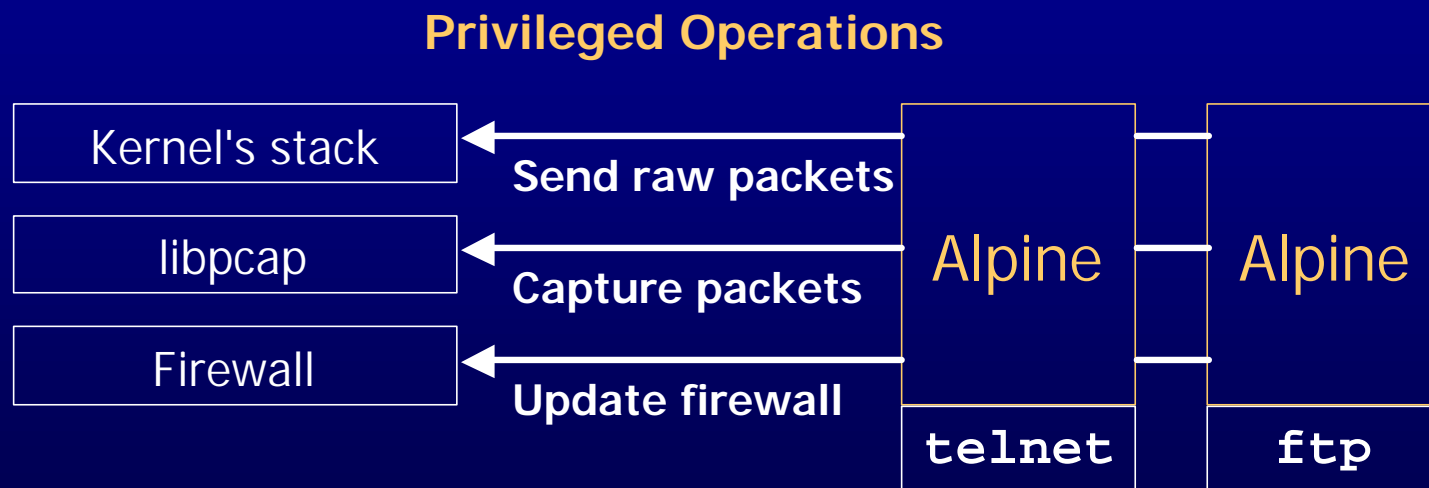 Privileged Operations
Kernel's stack
Send raw packets
libpcap
Capture packets
Firewall
Update firewall
Alpine
telnet
Alpine
ftp